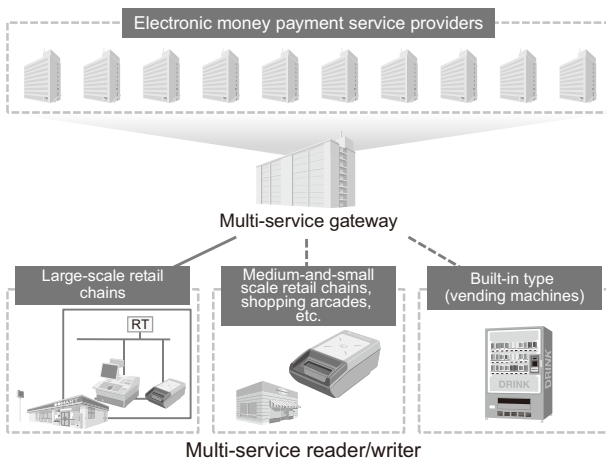 Electronic money payment service providers
Multi-service gateway
Large-scale retail
chains
Medium-and-small
scale retail chains,
shopping arcades,
etc.
Built-in type
(vending machines)
RT
DRINK
DRINK
Multi-service reader/writer